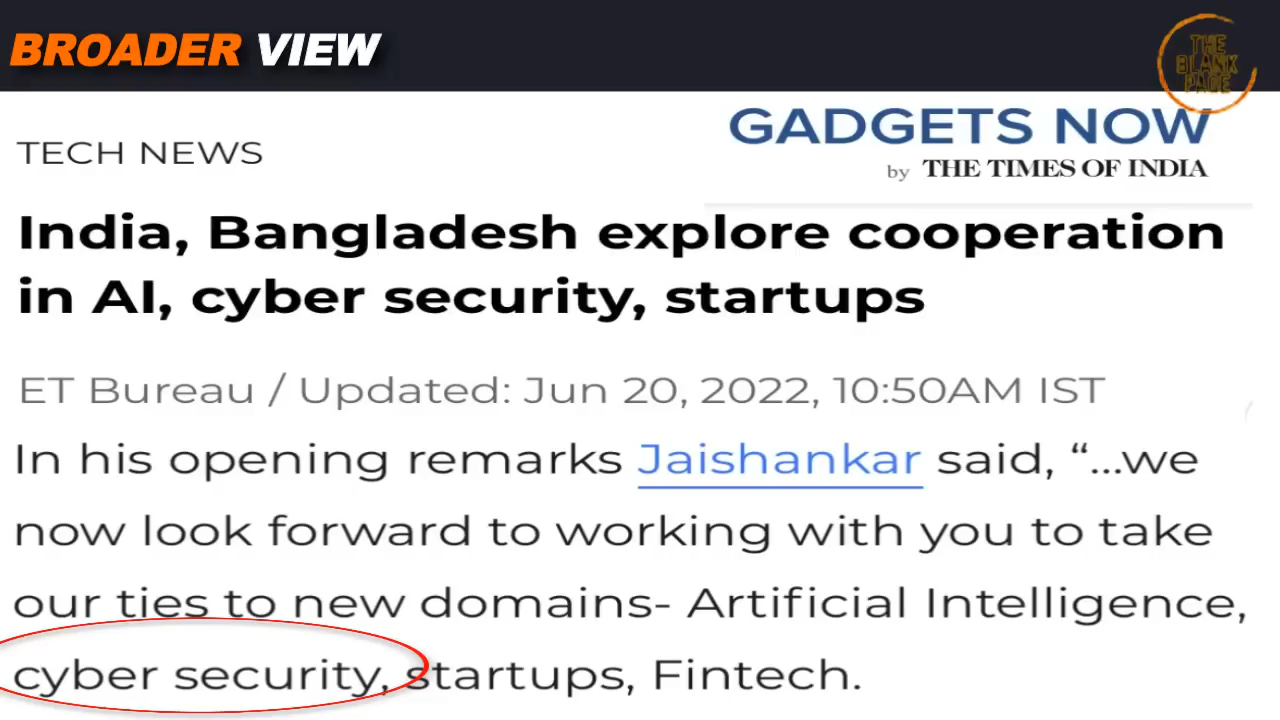 BROADER VIEW
THE
BLANK
PAGE
GADGETS NOW
by THE TIMES OF INDIA
TECH NEWS
India, Bangladesh explore cooperation
in AI, cyber security, startups
ET Bureau / Updated: Jun 20, 2022, 10:50AM IST
In his opening remarks Jaishankar said, “...we
now look forward to working with you to take
our ties to new domains- Artificial Intelligence,
cyber security, startups, Fintech.